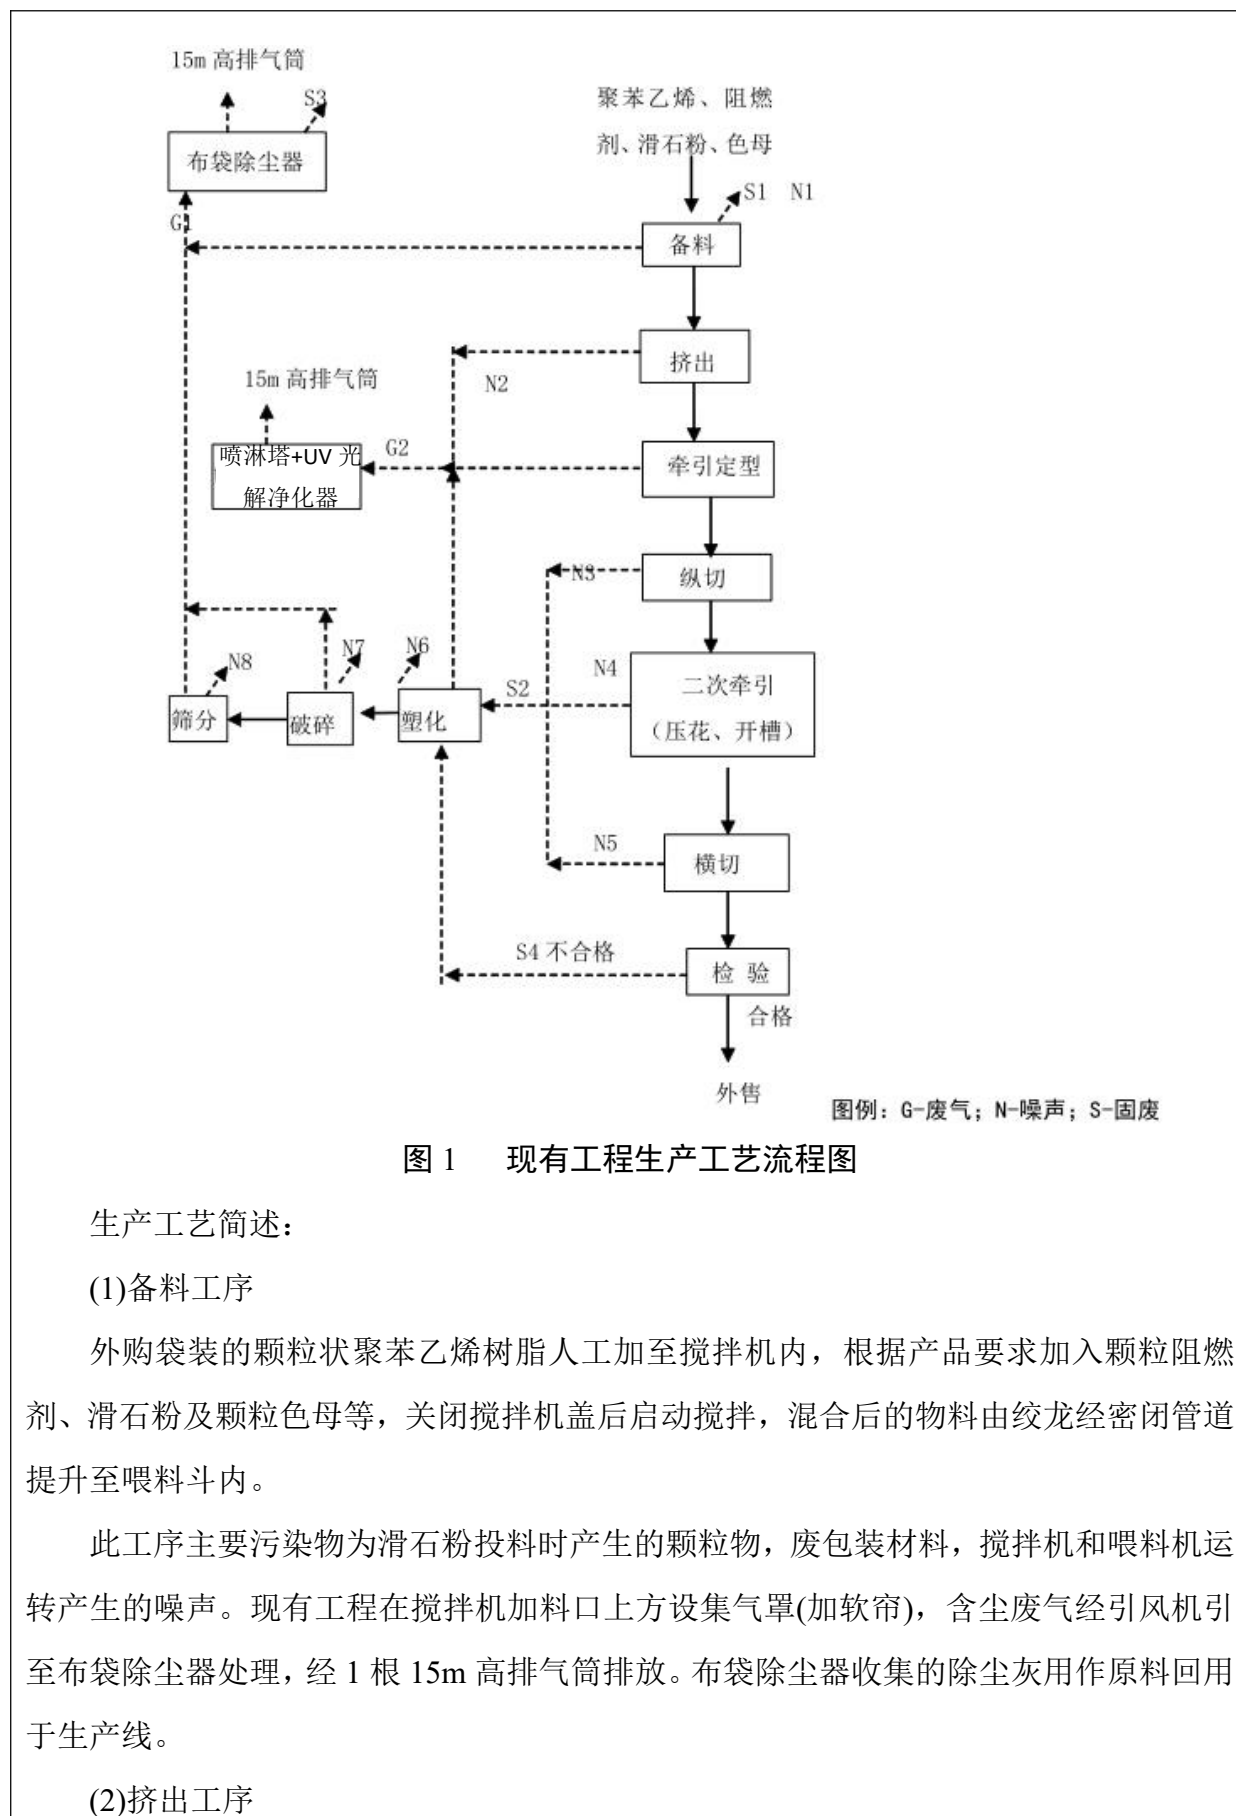 15m 高排气筒
S3
聚苯乙烯、阻燃
剂、滑石粉、色母
布袋除尘器
S1 N1
G1
备料
挤出
15m 高排气筒
N2
G2
喷淋塔+UV 光
解净化器
牵引定型
N3
纵切
N8
N7
N6
S2
N4
二次牵引
(压花、开槽)
筛分
破碎
塑化
N5
横切
S4 不合格
检 验
合格
外售
图例：G-废气；N-噪声；S-固废
图 1 现有工程生产工艺流程图
生产工艺简述：
(1)备料工序
外购袋装的颗粒状聚苯乙烯树脂人工加至搅拌机内，根据产品要求加入颗粒阻燃
剂、滑石粉及颗粒色母等，关闭搅拌机盖后启动搅拌，混合后的物料由绞龙经密闭管道
提升至喂料斗内。
此工序主要污染物为滑石粉投料时产生的颗粒物，废包装材料，搅拌机和喂料机运
转产生的噪声。现有工程在搅拌机加料口上方设集气罩(加软帘)，含尘废气经引风机引
至布袋除尘器处理，经 1 根 15m 高排气筒排放。布袋除尘器收集的除尘灰用作原料回用
于生产线。
(2)挤出工序